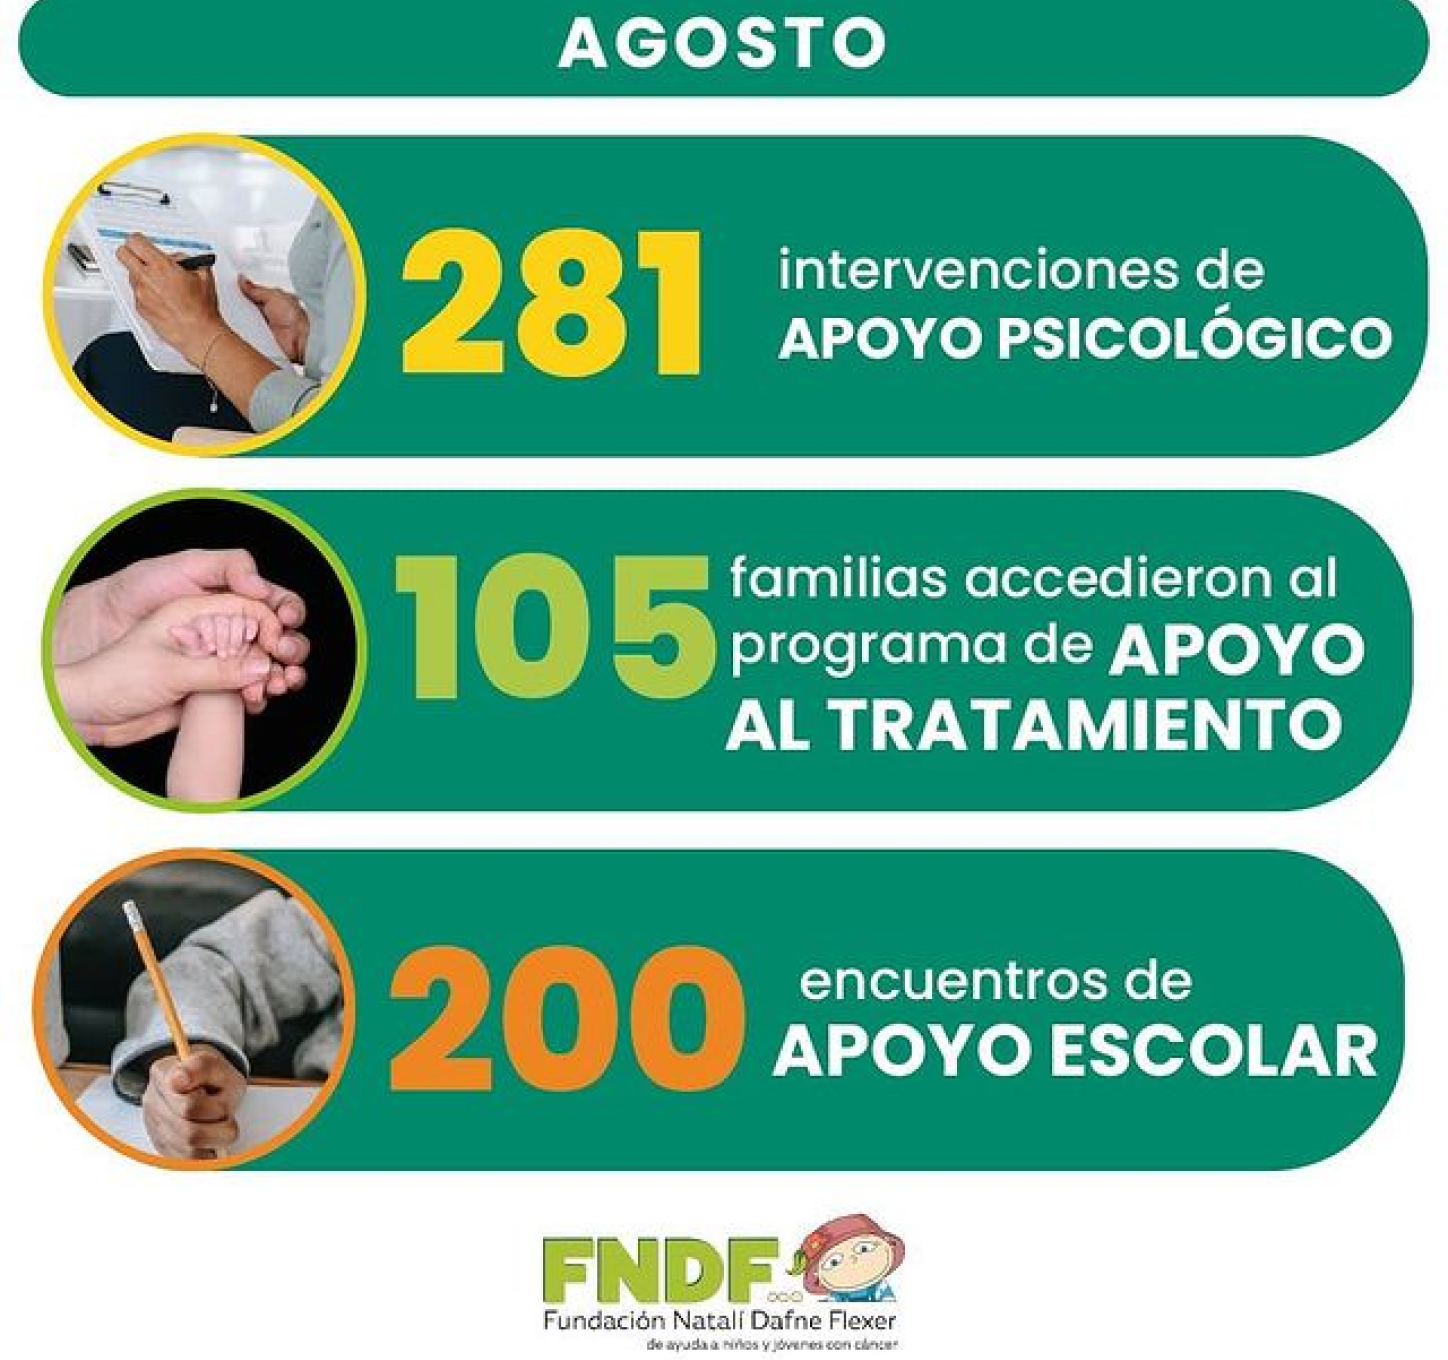 AGOSTO
281
intervenciones de
APOYO PSICOLÓGICO
105
familias accedieron al
programa de APOYO
AL TRATAMIENTO
200
encuentros de
APOYO ESCOLAR
FNDF...
Fundación Natalí Dafne Flexer
de ayuda a niños y jóvenes con cáncer